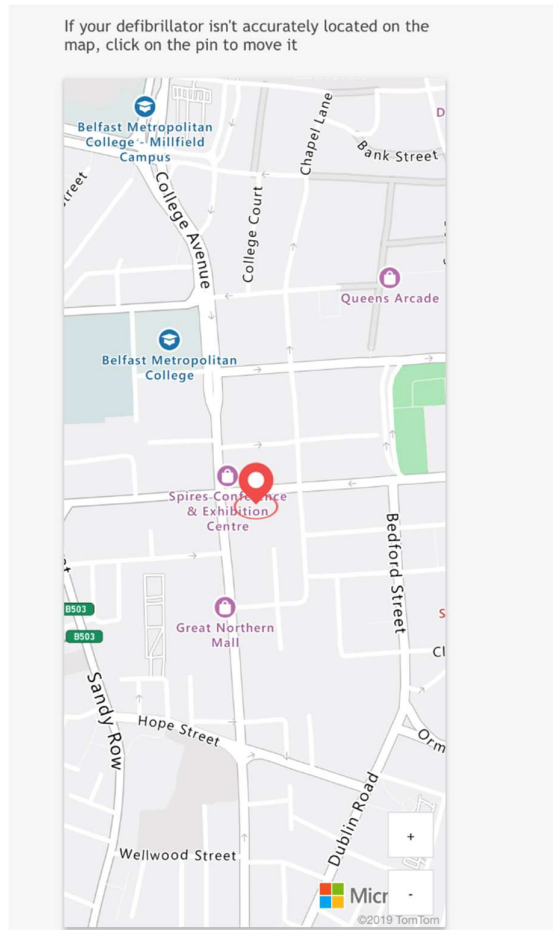 If your defibrillator isn't accurately located on the
map, click on the pin to move it
Belfast Metropolitan
College - Millfield
Campus
Chapel Lane
D
Bank Street
College Avenue
College Court
Queens Arcade
Belfast Metropolitan
College
Spires Conference
& Exhibition
Centre
Bedford Street
B503
B503
Great Northern
Mall
S
Cl
Sandy Row
Hope Street
Orm
Dublin Road
Wellwood Street
+
-
Micr
©2019 TomTom